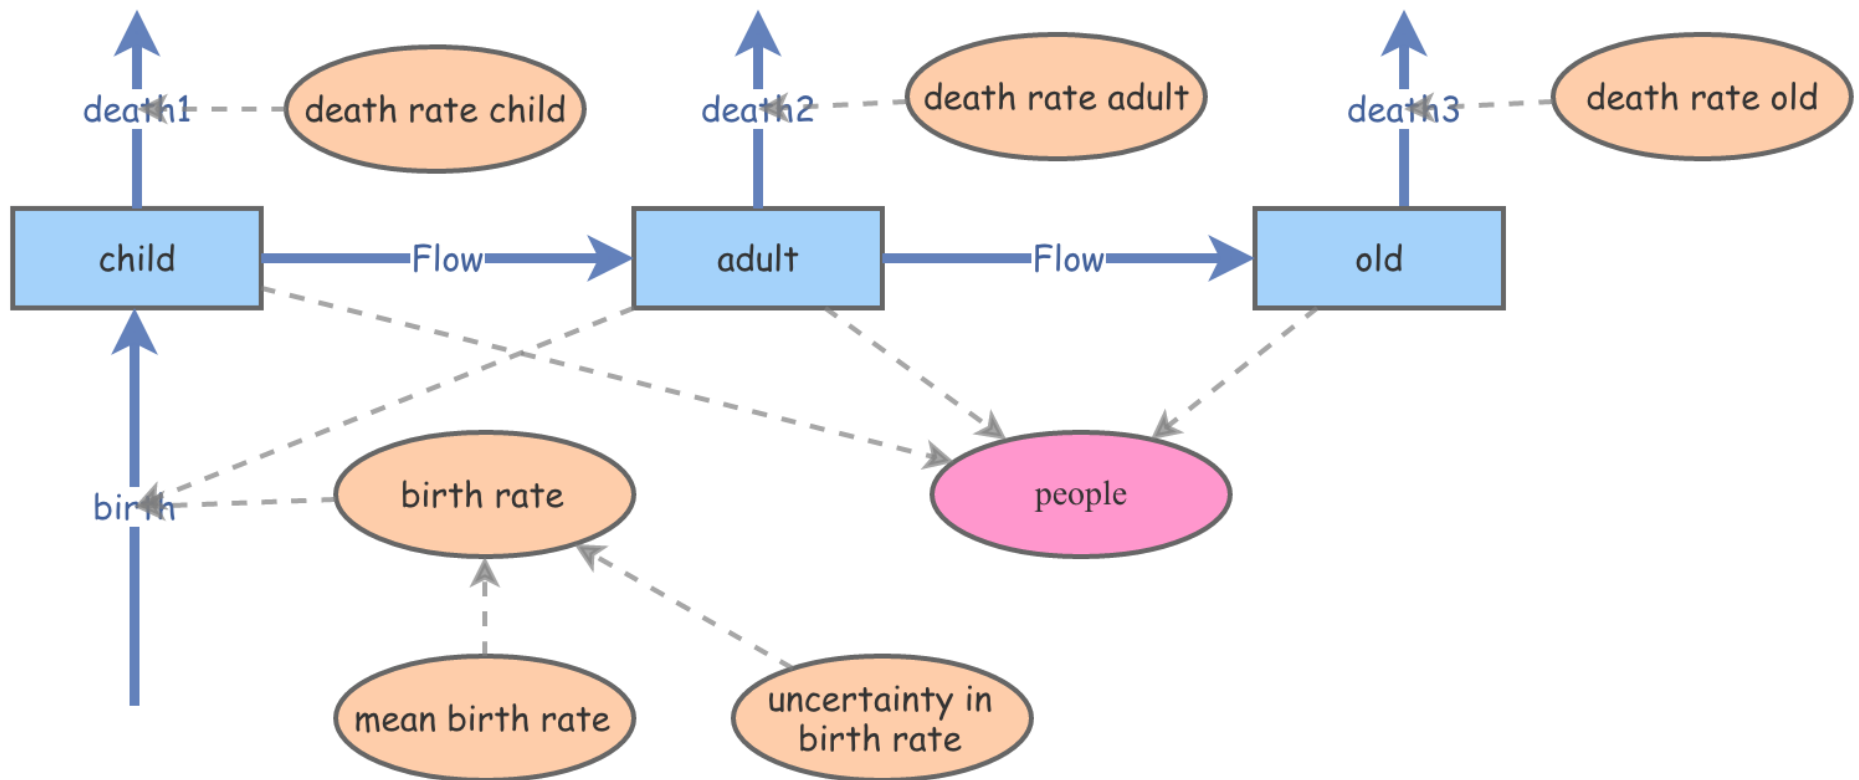 death1
death rate child
death2
death rate adult
death3
death rate old
child
Flow
adult
Flow
old
birth
birth rate
people
mean birth rate
uncertainty in
birth rate